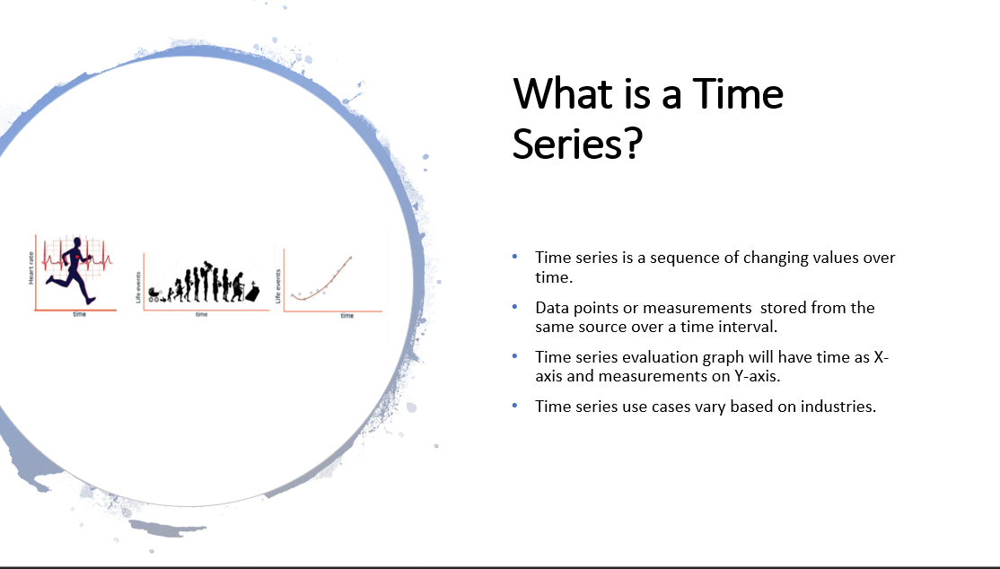 What is a Time
Series?
Heart rate
time
Life events
time
Life events
time
• Time series is a sequence of changing values over
time.
• Data points or measurements  stored from the
same source over a time interval.
• Time series evaluation graph will have time as X-
axis and measurements on Y-axis.
• Time series use cases vary based on industries.